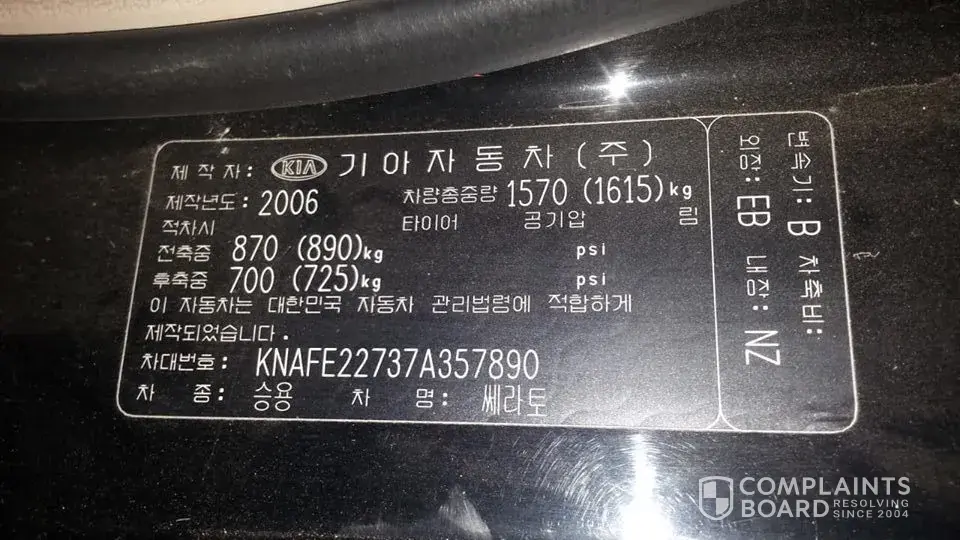 제 작 자: KIA 기아자동차(주)
제작년도: 2006 차량총중량 1570 (1615)kg
적차시 타이어 공기압 림
전축중 870 (890)kg psi
후축중 700 (725)kg psi
이 자동차는 대한민국 자동차 관리법령에 적합하게
제작되었습니다.
차대번호: KNAFE22737A357890
차 종: 승용 차 명: 쎄라토
변속기: B 차축비:
외장: EB 내장: NZ
COMPLAINTS
BOARD RESOLVING
SINCE 2004